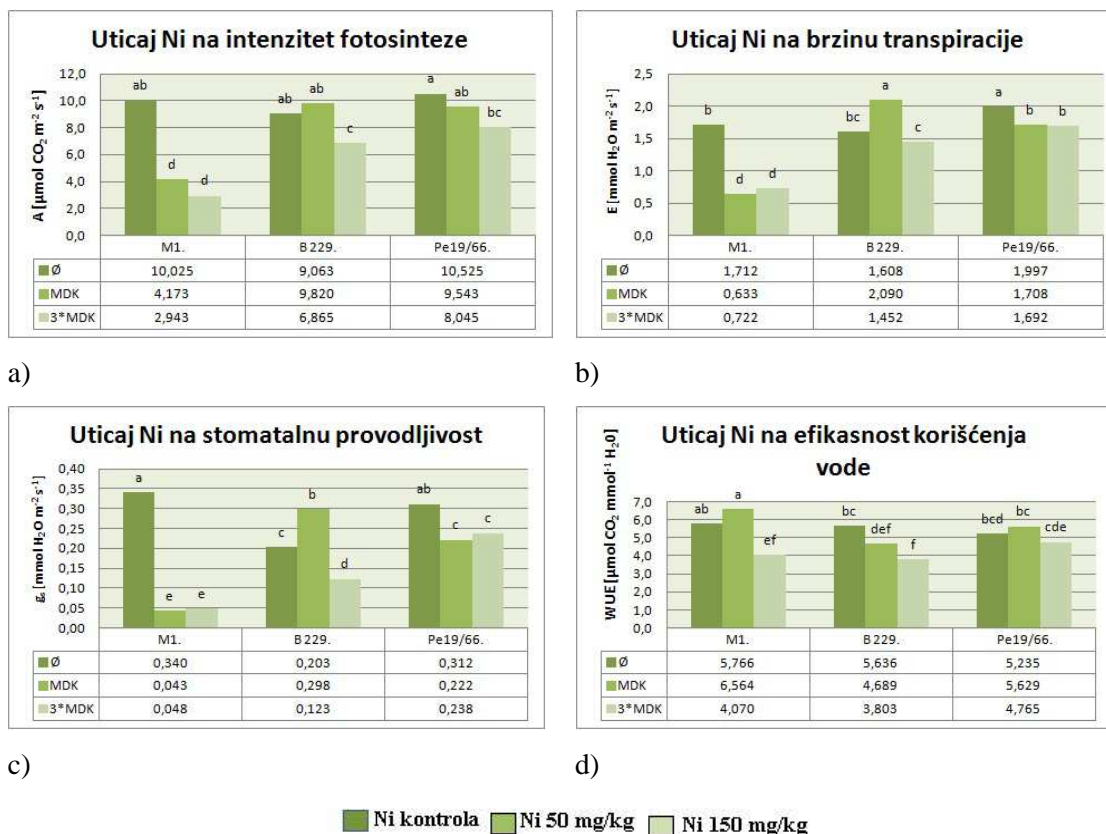 Uticaj Ni na intenzitet fotosinteze
A [µmol CO₂ m⁻² s⁻¹]
12,0
10,0
8,0
6,0
4,0
2,0
0,0
ab d d
ab ab c
a ab bc
M1. B 229. Pe19/66.
Ø 10,025 9,063 10,525
MDK 4,173 9,820 9,543
3*MDK 2,943 6,865 8,045
a)
Uticaj Ni na brzinu transpiracije
E [mmol H₂O m⁻² s⁻¹]
2,5
2,0
1,5
1,0
0,5
0,0
b d d
bc a c
a b b
M1. B 229. Pe19/66.
Ø 1,712 1,608 1,997
MDK 0,633 2,090 1,708
3*MDK 0,722 1,452 1,692
b)
Uticaj Ni na stomatalnu provodljivost
gₛ [mmol H₂O m⁻² s⁻¹]
0,40
0,35
0,30
0,25
0,20
0,15
0,10
0,05
0,00
a e e
c b d
ab c c
M1. B 229. Pe19/66.
Ø 0,340 0,203 0,312
MDK 0,043 0,298 0,222
3*MDK 0,048 0,123 0,238
c)
Uticaj Ni na efikasnost korišćenja
vode
WUE [µmol CO₂ mmol⁻¹ H₂0]
7,0
6,0
5,0
4,0
3,0
2,0
1,0
0,0
ab a ef
bc def f
bcd bc cde
M1. B 229. Pe19/66.
Ø 5,766 5,636 5,235
MDK 6,564 4,689 5,629
3*MDK 4,070 3,803 4,765
d)
Ni kontrola Ni 50 mg/kg Ni 150 mg/kg